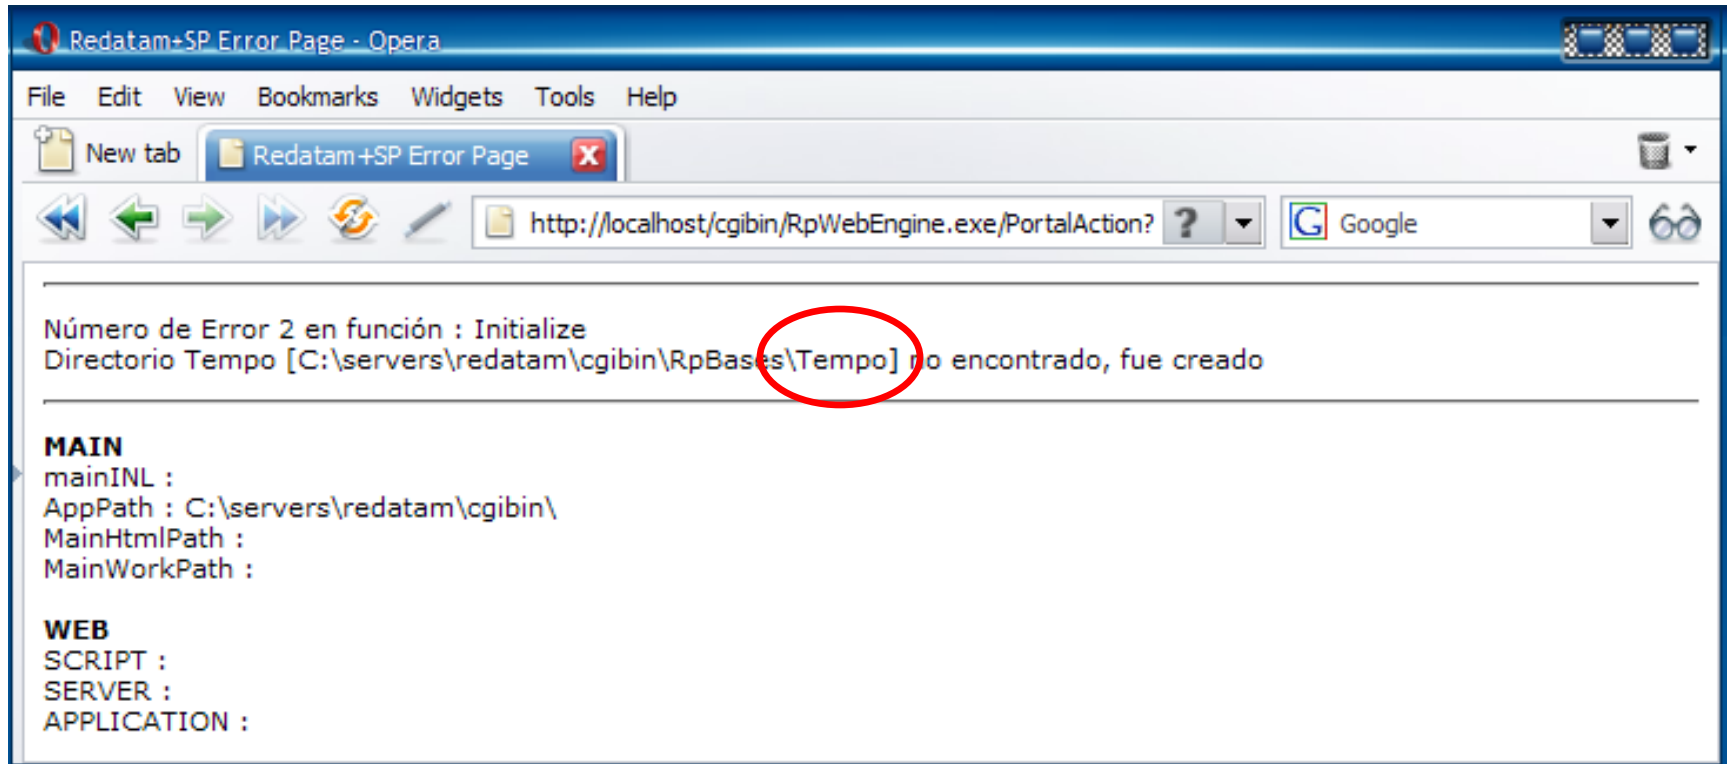 Redatam+SP Error Page - Opera
File Edit View Bookmarks Widgets Tools Help
New tab Redatam+SP Error Page
http://localhost/cgibin/RpWebEngine.exe/PortalAction? ? G Google
Número de Error 2 en función : Initialize
Directorio Tempo [C:\servers\redatam\cgibin\RpBases\Tempo] no encontrado, fue creado
MAIN
mainINL :
AppPath : C:\servers\redatam\cgibin\
MainHtmlPath :
MainWorkPath :
WEB
SCRIPT :
SERVER :
APPLICATION :